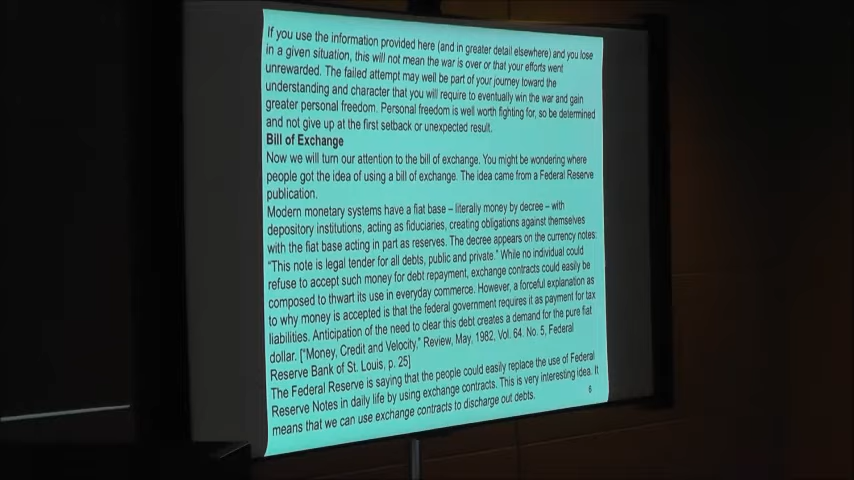 If you use the information provided here (and in greater detail elsewhere) and you lose
in a given situation, this will not mean the war is over or that your efforts went
unrewarded. The failed attempt may well be part of your journey toward the
understanding and character that you will require to eventually win the war and gain
greater personal freedom. Personal freedom is well worth fighting for, so be determined
and not give up at the first setback or unexpected result.
Bill of Exchange
Now we will turn our attention to the bill of exchange. You might be wondering where
people got the idea of using a bill of exchange. The idea came from a Federal Reserve
publication.
Modern monetary systems have a fiat base – literally money by decree – with
depository institutions, acting as fiduciaries, creating obligations against themselves
with the fiat base acting in part as reserves. The decree appears on the currency notes:
“This note is legal tender for all debts, public and private.” While no individual could
refuse to accept such money for debt repayment, exchange contracts could easily be
composed to thwart its use in everyday commerce. However, a forceful explanation as
to why money is accepted is that the federal government requires it as payment for tax
liabilities. Anticipation of the need to clear this debt creates a demand for the pure fiat
dollar. [“Money, Credit and Velocity,” Review, May, 1982, Vol. 64. No. 5, Federal
Reserve Bank of St. Louis, p. 25]
The Federal Reserve is saying that the people could easily replace the use of Federal
Reserve Notes in daily life by using exchange contracts. This is very interesting idea. It
means that we can use exchange contracts to discharge out debts.